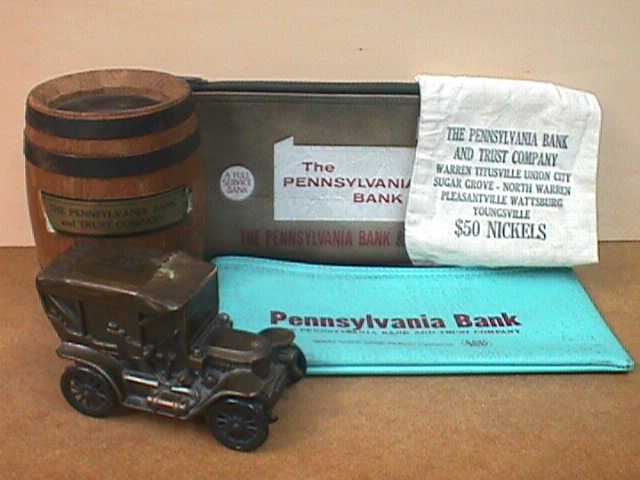 THE PENNSYLVANIA BANK
and TRUST COMPANY
A FULL
SERVICE
BANK
The
PENNSYLVANIA
BANK
THE PENNSYLVANIA BANK &
THE PENNSYLVANIA BANK
AND TRUST COMPANY
WARREN TITUSVILLE UNION CITY
SUGAR GROVE - NORTH WARREN
PLEASANTVILLE WATTSBURG
YOUNGSVILLE
$50 NICKELS
Pennsylvania Bank
PENNSYLVANIA BANK AND TRUST COMPANY